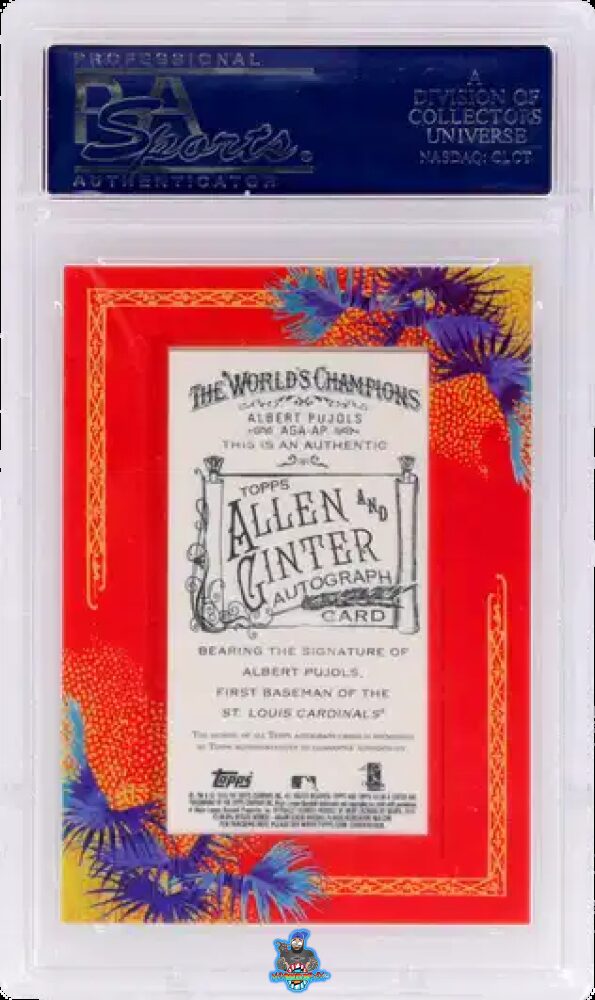 PROFESSIONAL
PSA
Sports
AUTHENTICATOR
A
DIVISION OF
COLLECTORS
UNIVERSE
NASDAQ: CLCT
THE WORLD'S CHAMPIONS
ALBERT PUJOLS
AGA-AP
THIS IS AN AUTHENTIC
TOPPS
ALLEN AND
GINTER
AUTOGRAPH
CARD
BEARING THE SIGNATURE OF
ALBERT PUJOLS,
FIRST BASEMAN OF THE
ST. LOUIS CARDINALS®
Topps